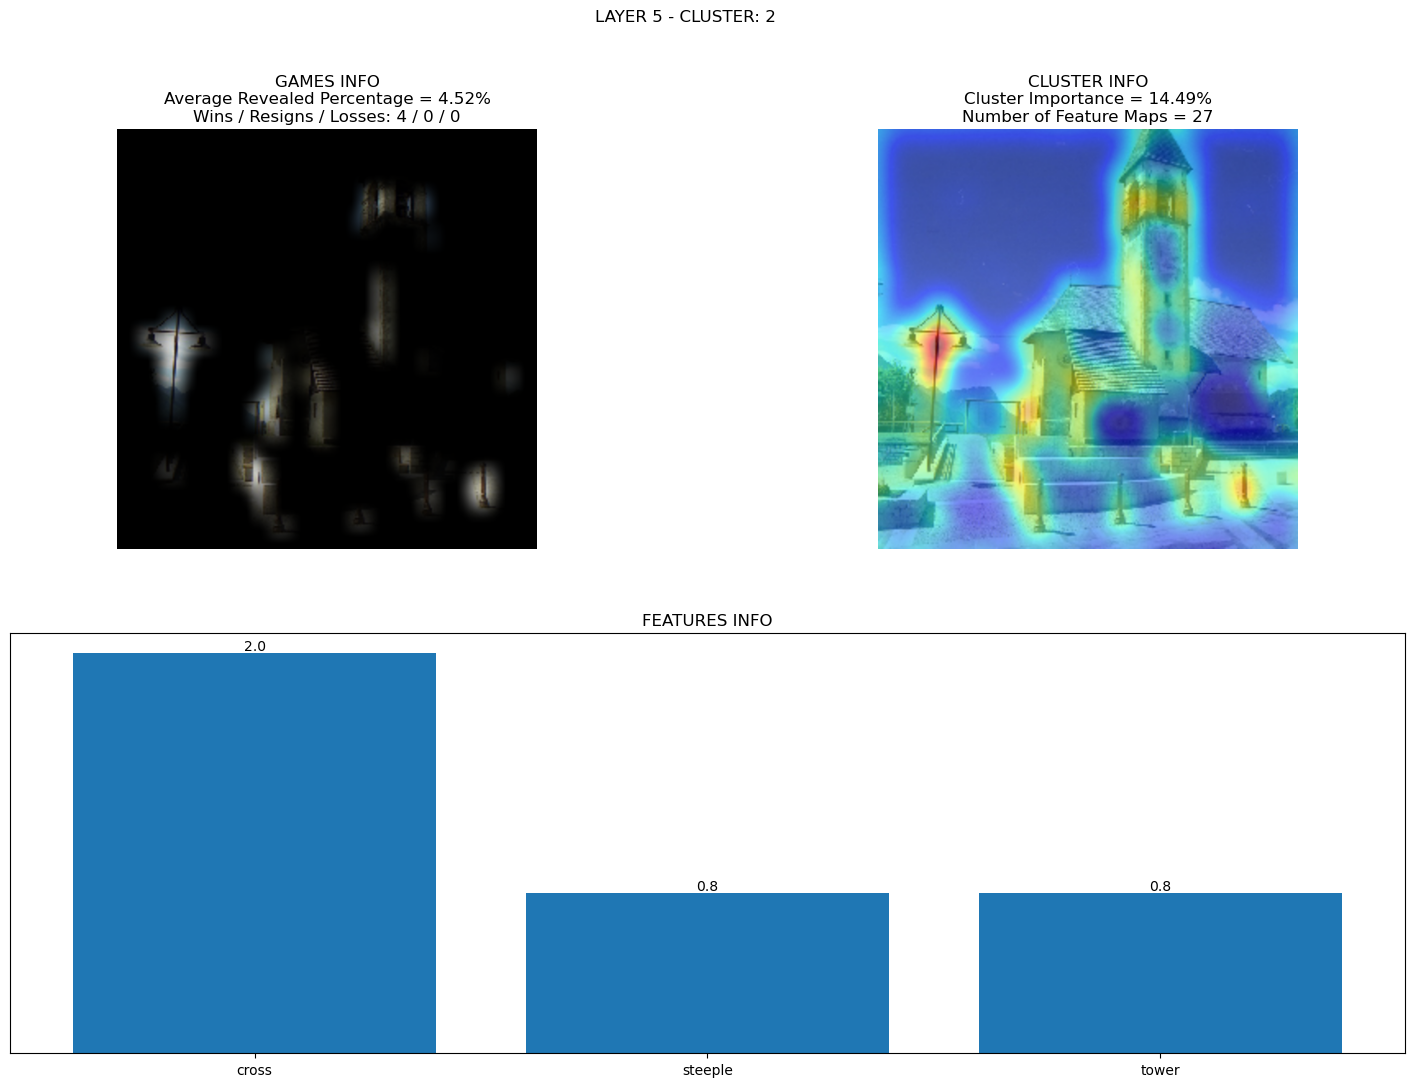 LAYER 5 - CLUSTER: 2
GAMES INFO
Average Revealed Percentage = 4.52%
Wins / Resigns / Losses: 4 / 0 / 0
CLUSTER INFO
Cluster Importance = 14.49%
Number of Feature Maps = 27
FEATURES INFO
2.0
0.8
0.8
cross
steeple
tower